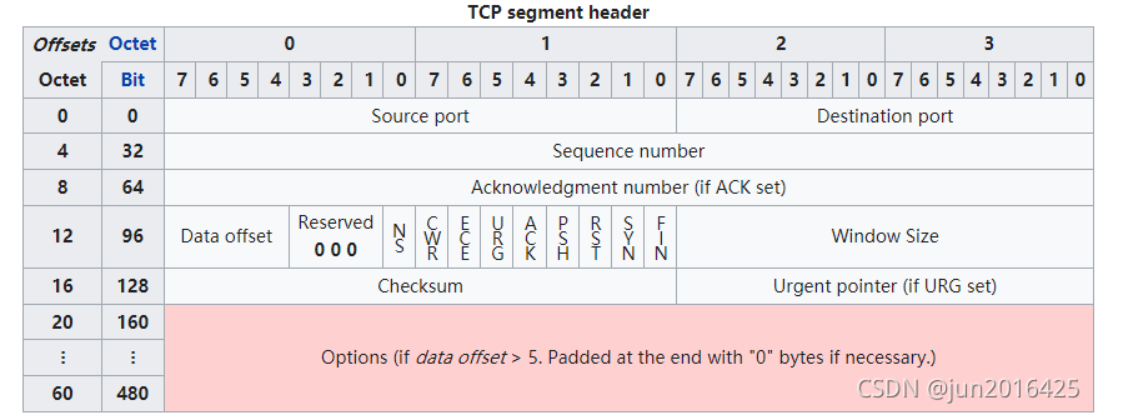 TCP segment header
Offsets Octet 0 1 2 3
Octet Bit 7 6 5 4 3 2 1 0 7 6 5 4 3 2 1 0 7 6 5 4 3 2 1 0 7 6 5 4 3 2 1 0
0 0 Source port Destination port
4 32 Sequence number
8 64 Acknowledgment number (if ACK set)
12 96 Data offset Reserved 0 0 0 NS CWR ECE URG ACK PSH RST SYN FIN Window Size
16 128 Checksum Urgent pointer (if URG set)
20 160
⋮ ⋮ Options (if data offset > 5. Padded at the end with "0" bytes if necessary.)
60 480
CSDN @jun2016425